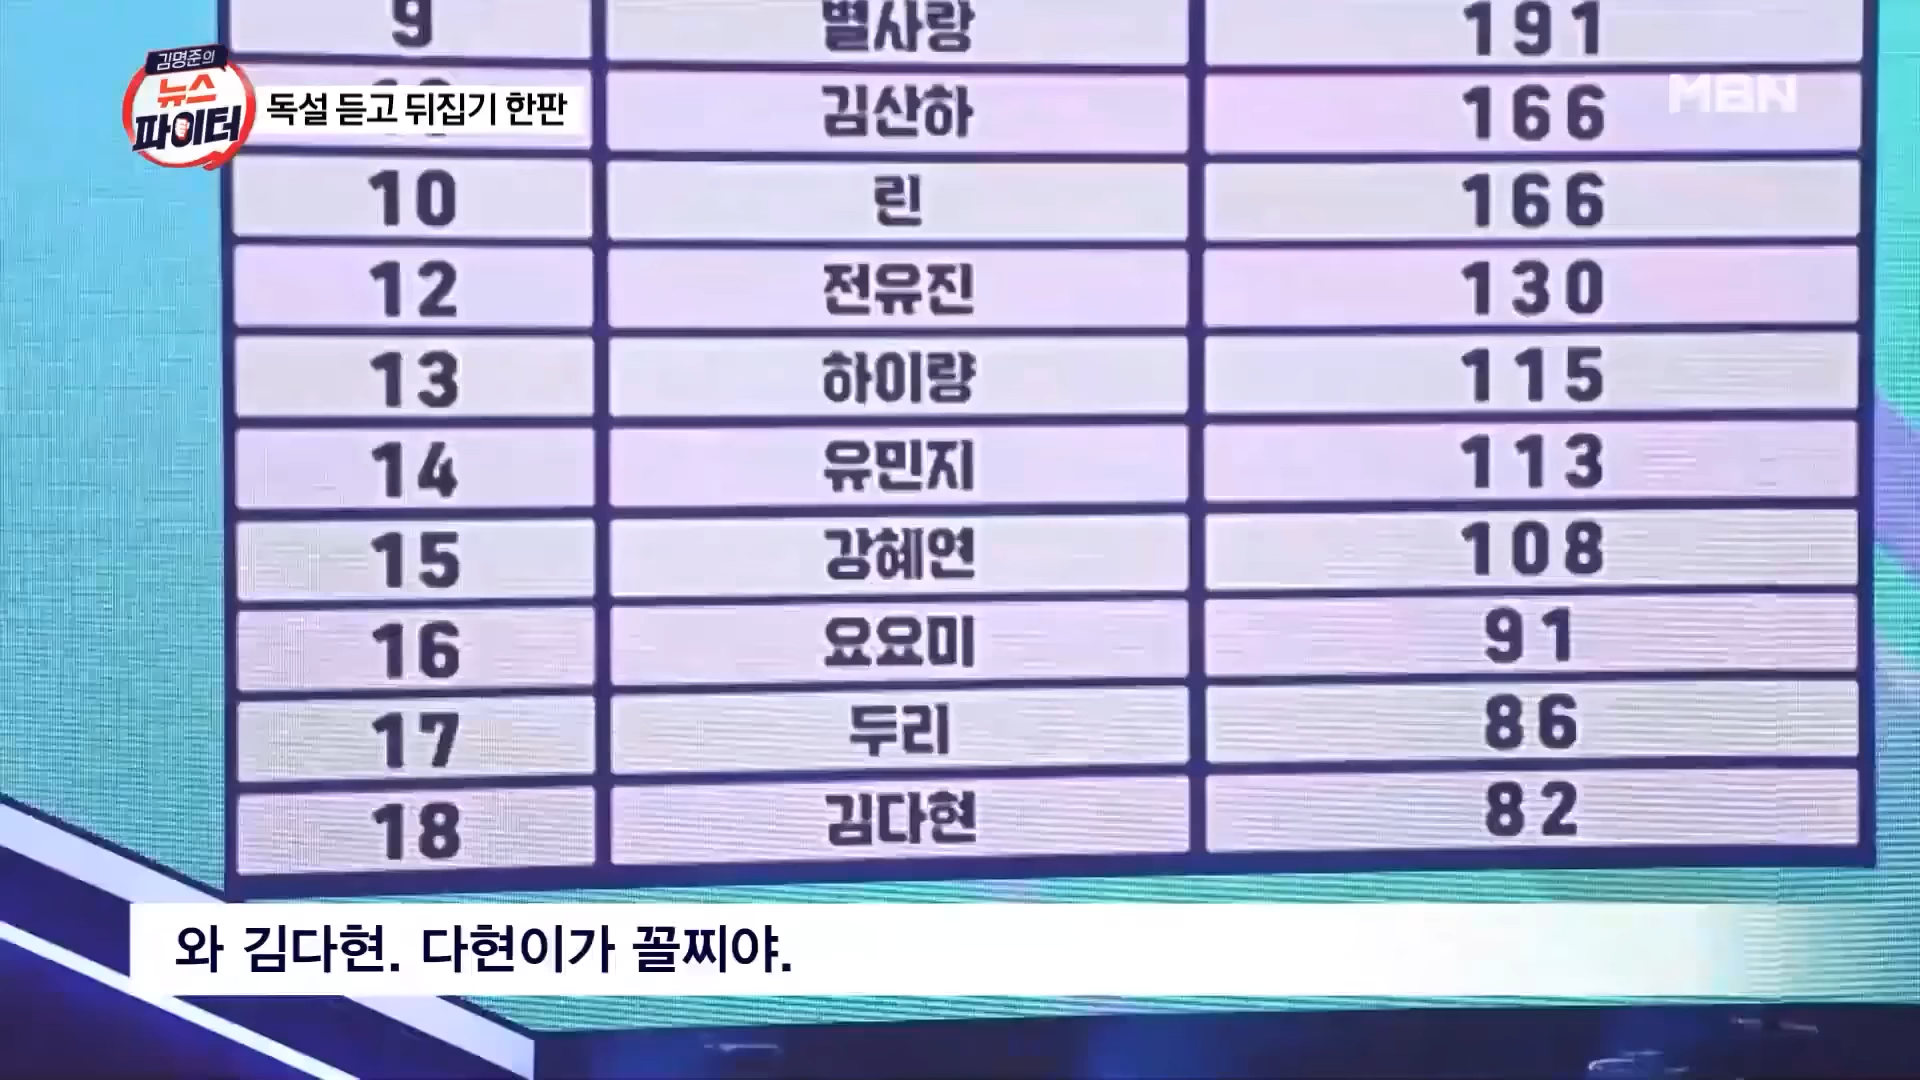 9 별사랑 191
김명준의
뉴스
파이터
독설 듣고 뒤집기 한판
김산하 166
MBN
10 린 166
12 전유진 130
13 하이량 115
14 유민지 113
15 강혜연 108
16 요요미 91
17 두리 86
18 김다현 82
와 김다현. 다현이가 꼴찌야.